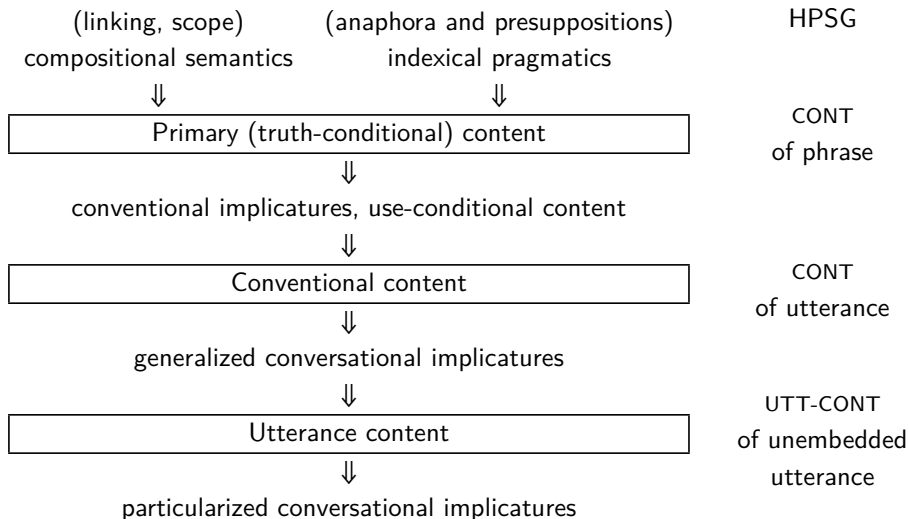 (linking, scope) (anaphora and presuppositions) HPSG
compositional semantics indexical pragmatics
⇓ ⇓
Primary (truth-conditional) content CONT
of phrase
⇓
conventional implicatures, use-conditional content
⇓
Conventional content CONT
of utterance
⇓
generalized conversational implicatures
⇓
Utterance content UTT-CONT
of unembedded
utterance
⇓
particularized conversational implicatures